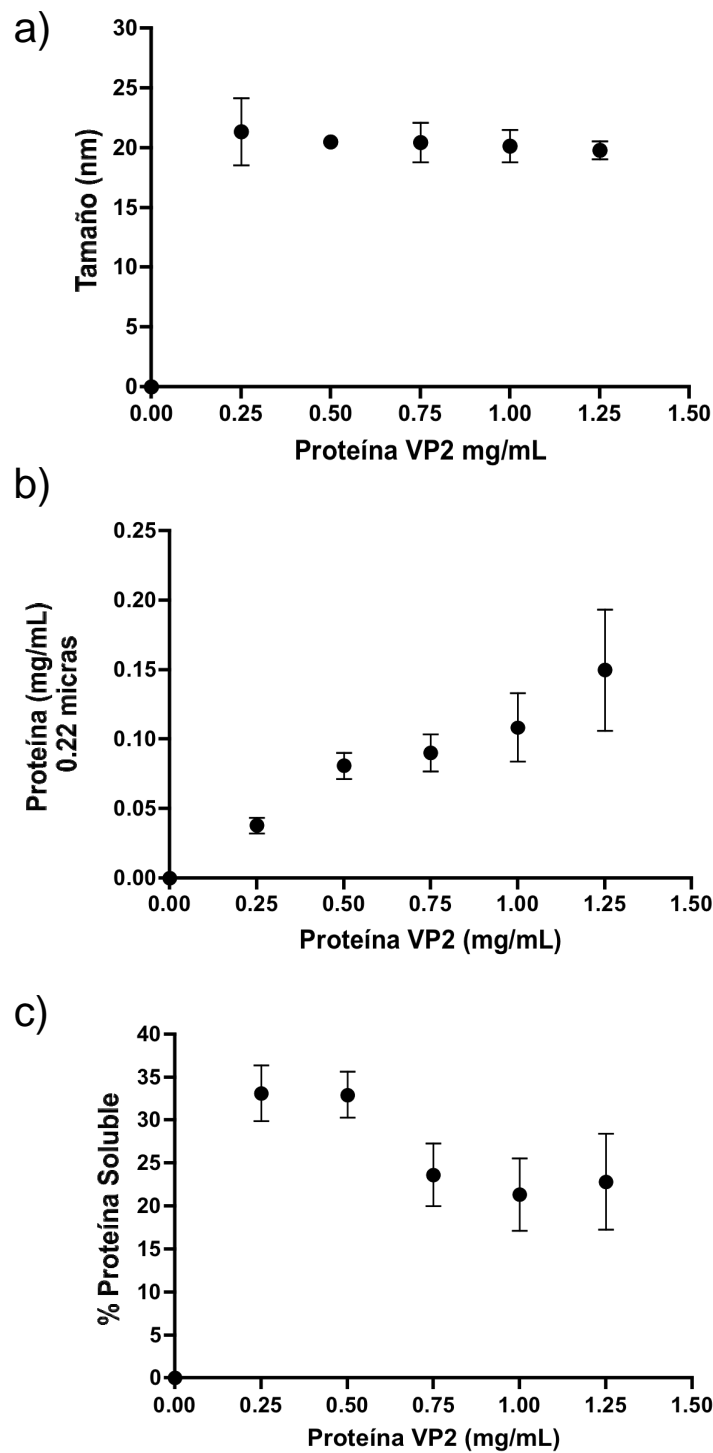 a)
30
25
20
15
10
5
0
Tamaño (nm)
0.00 0.25 0.50 0.75 1.00 1.25 1.50
Proteína VP2 mg/mL
b)
0.25
0.20
0.15
0.10
0.05
0.00
Proteína (mg/mL)
0.22 micras
0.00 0.25 0.50 0.75 1.00 1.25 1.50
Proteína VP2 (mg/mL)
c)
40
35
30
25
20
15
10
5
0
% Proteína Soluble
0.00 0.25 0.50 0.75 1.00 1.25 1.50
Proteína VP2 (mg/mL)